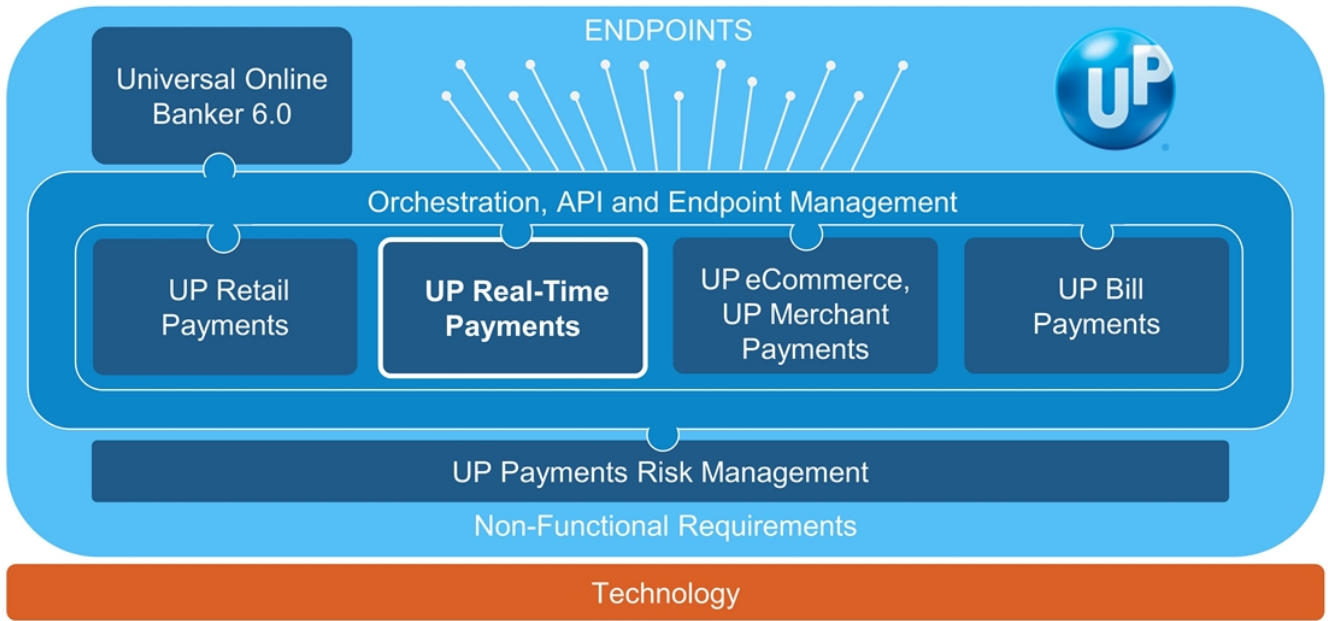 ENDPOINTS
Universal Online
Banker 6.0
UP
®
Orchestration, API and Endpoint Management
UP Retail
Payments
UP Real-Time
Payments
UP eCommerce,
UP Merchant
Payments
UP Bill
Payments
UP Payments Risk Management
Non-Functional Requirements
Technology